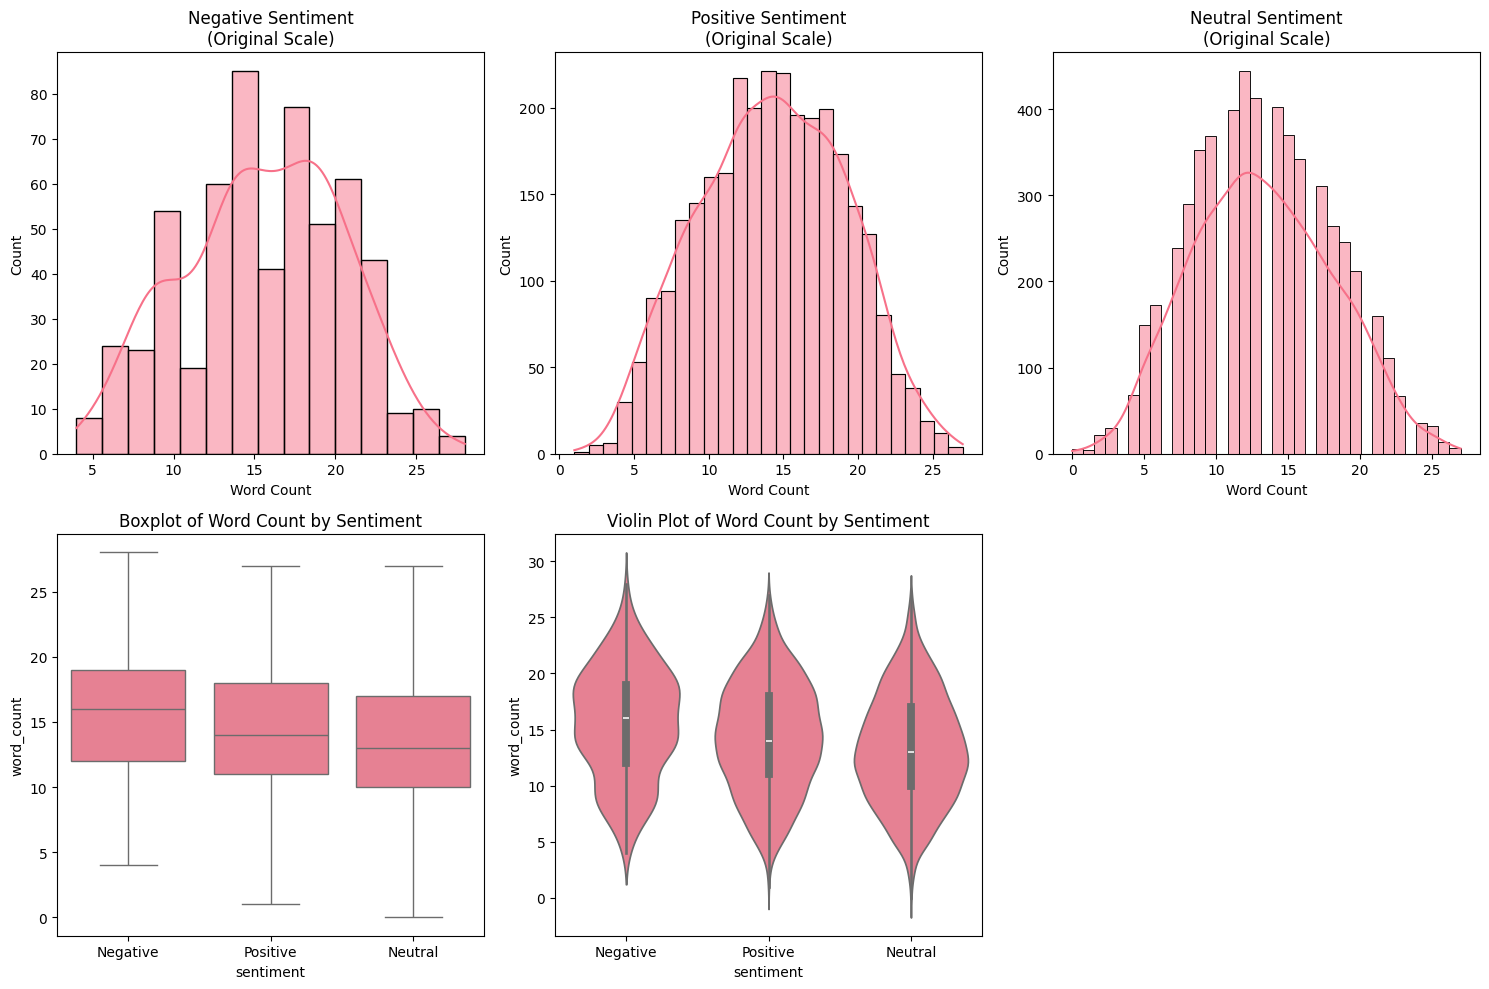 Negative Sentiment
(Original Scale)
Count
80
70
60
50
40
30
20
10
0
5
10
15
20
25
Word Count
Positive Sentiment
(Original Scale)
Count
200
150
100
50
0
0
5
10
15
20
25
Word Count
Neutral Sentiment
(Original Scale)
Count
400
300
200
100
0
0
5
10
15
20
25
Word Count
Boxplot of Word Count by Sentiment
word_count
25
20
15
10
5
0
Negative
Positive
Neutral
sentiment
Violin Plot of Word Count by Sentiment
word_count
30
25
20
15
10
5
0
Negative
Positive
Neutral
sentiment